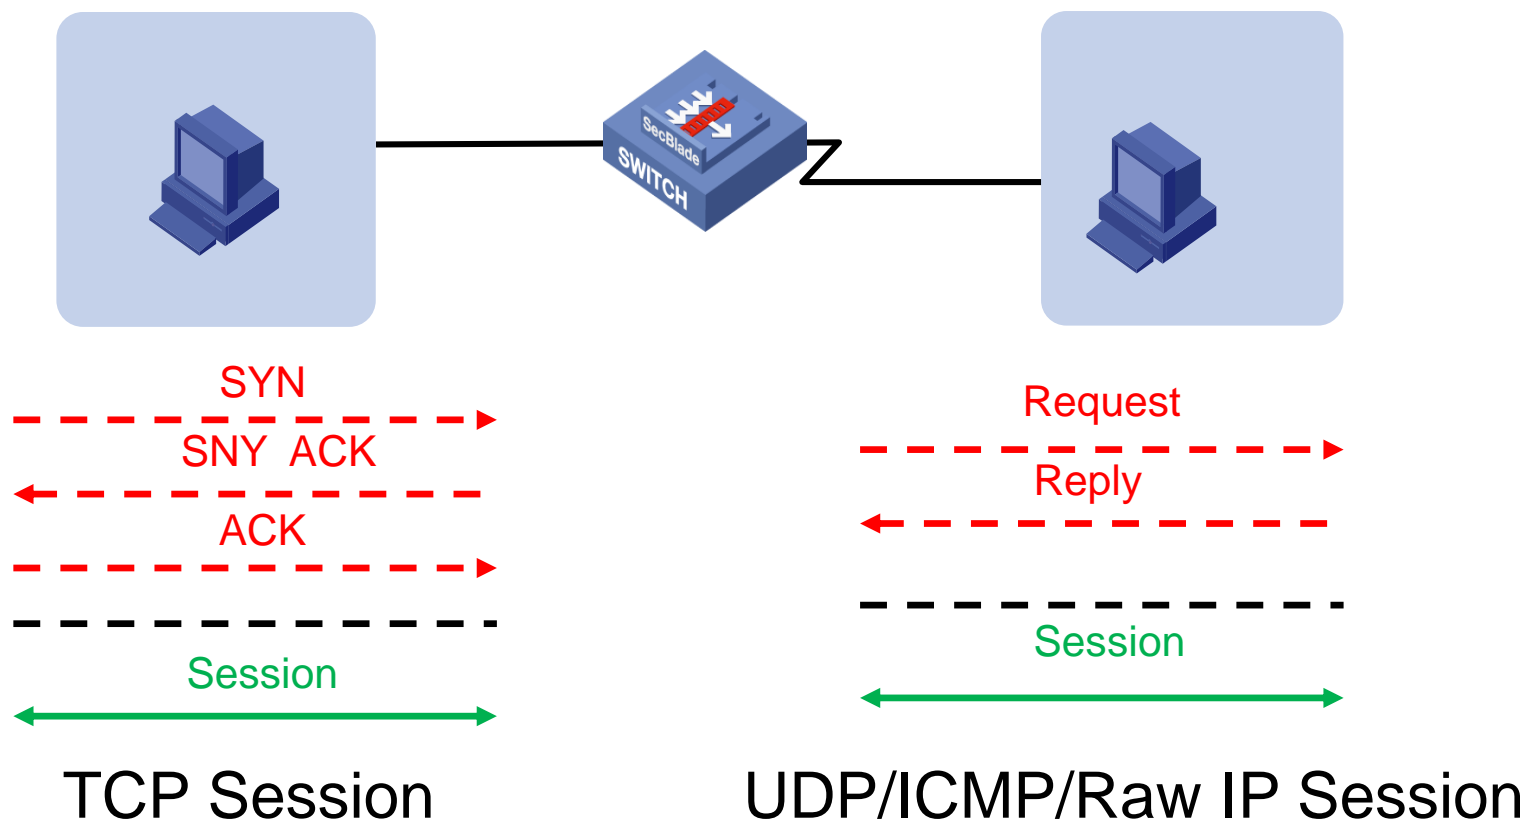 SecBlade
SWITCH
SYN
SNY ACK
ACK
Session
TCP Session
Request
Reply
Session
UDP/ICMP/Raw IP Session